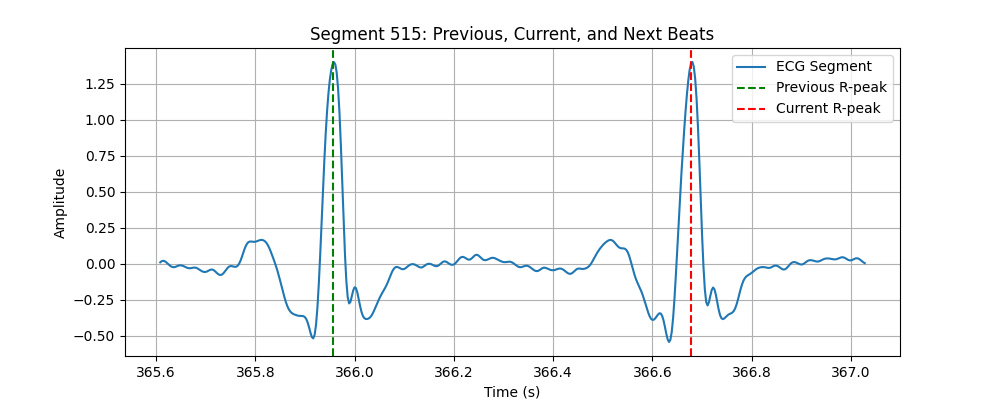 Segment 515: Previous, Current, and Next Beats
ECG Segment
Previous R-peak
Current R-peak
Amplitude
1.25
1.00
0.75
0.50
0.25
0.00
−0.25
−0.50
365.6 365.8 366.0 366.2 366.4 366.6 366.8 367.0
Time (s)